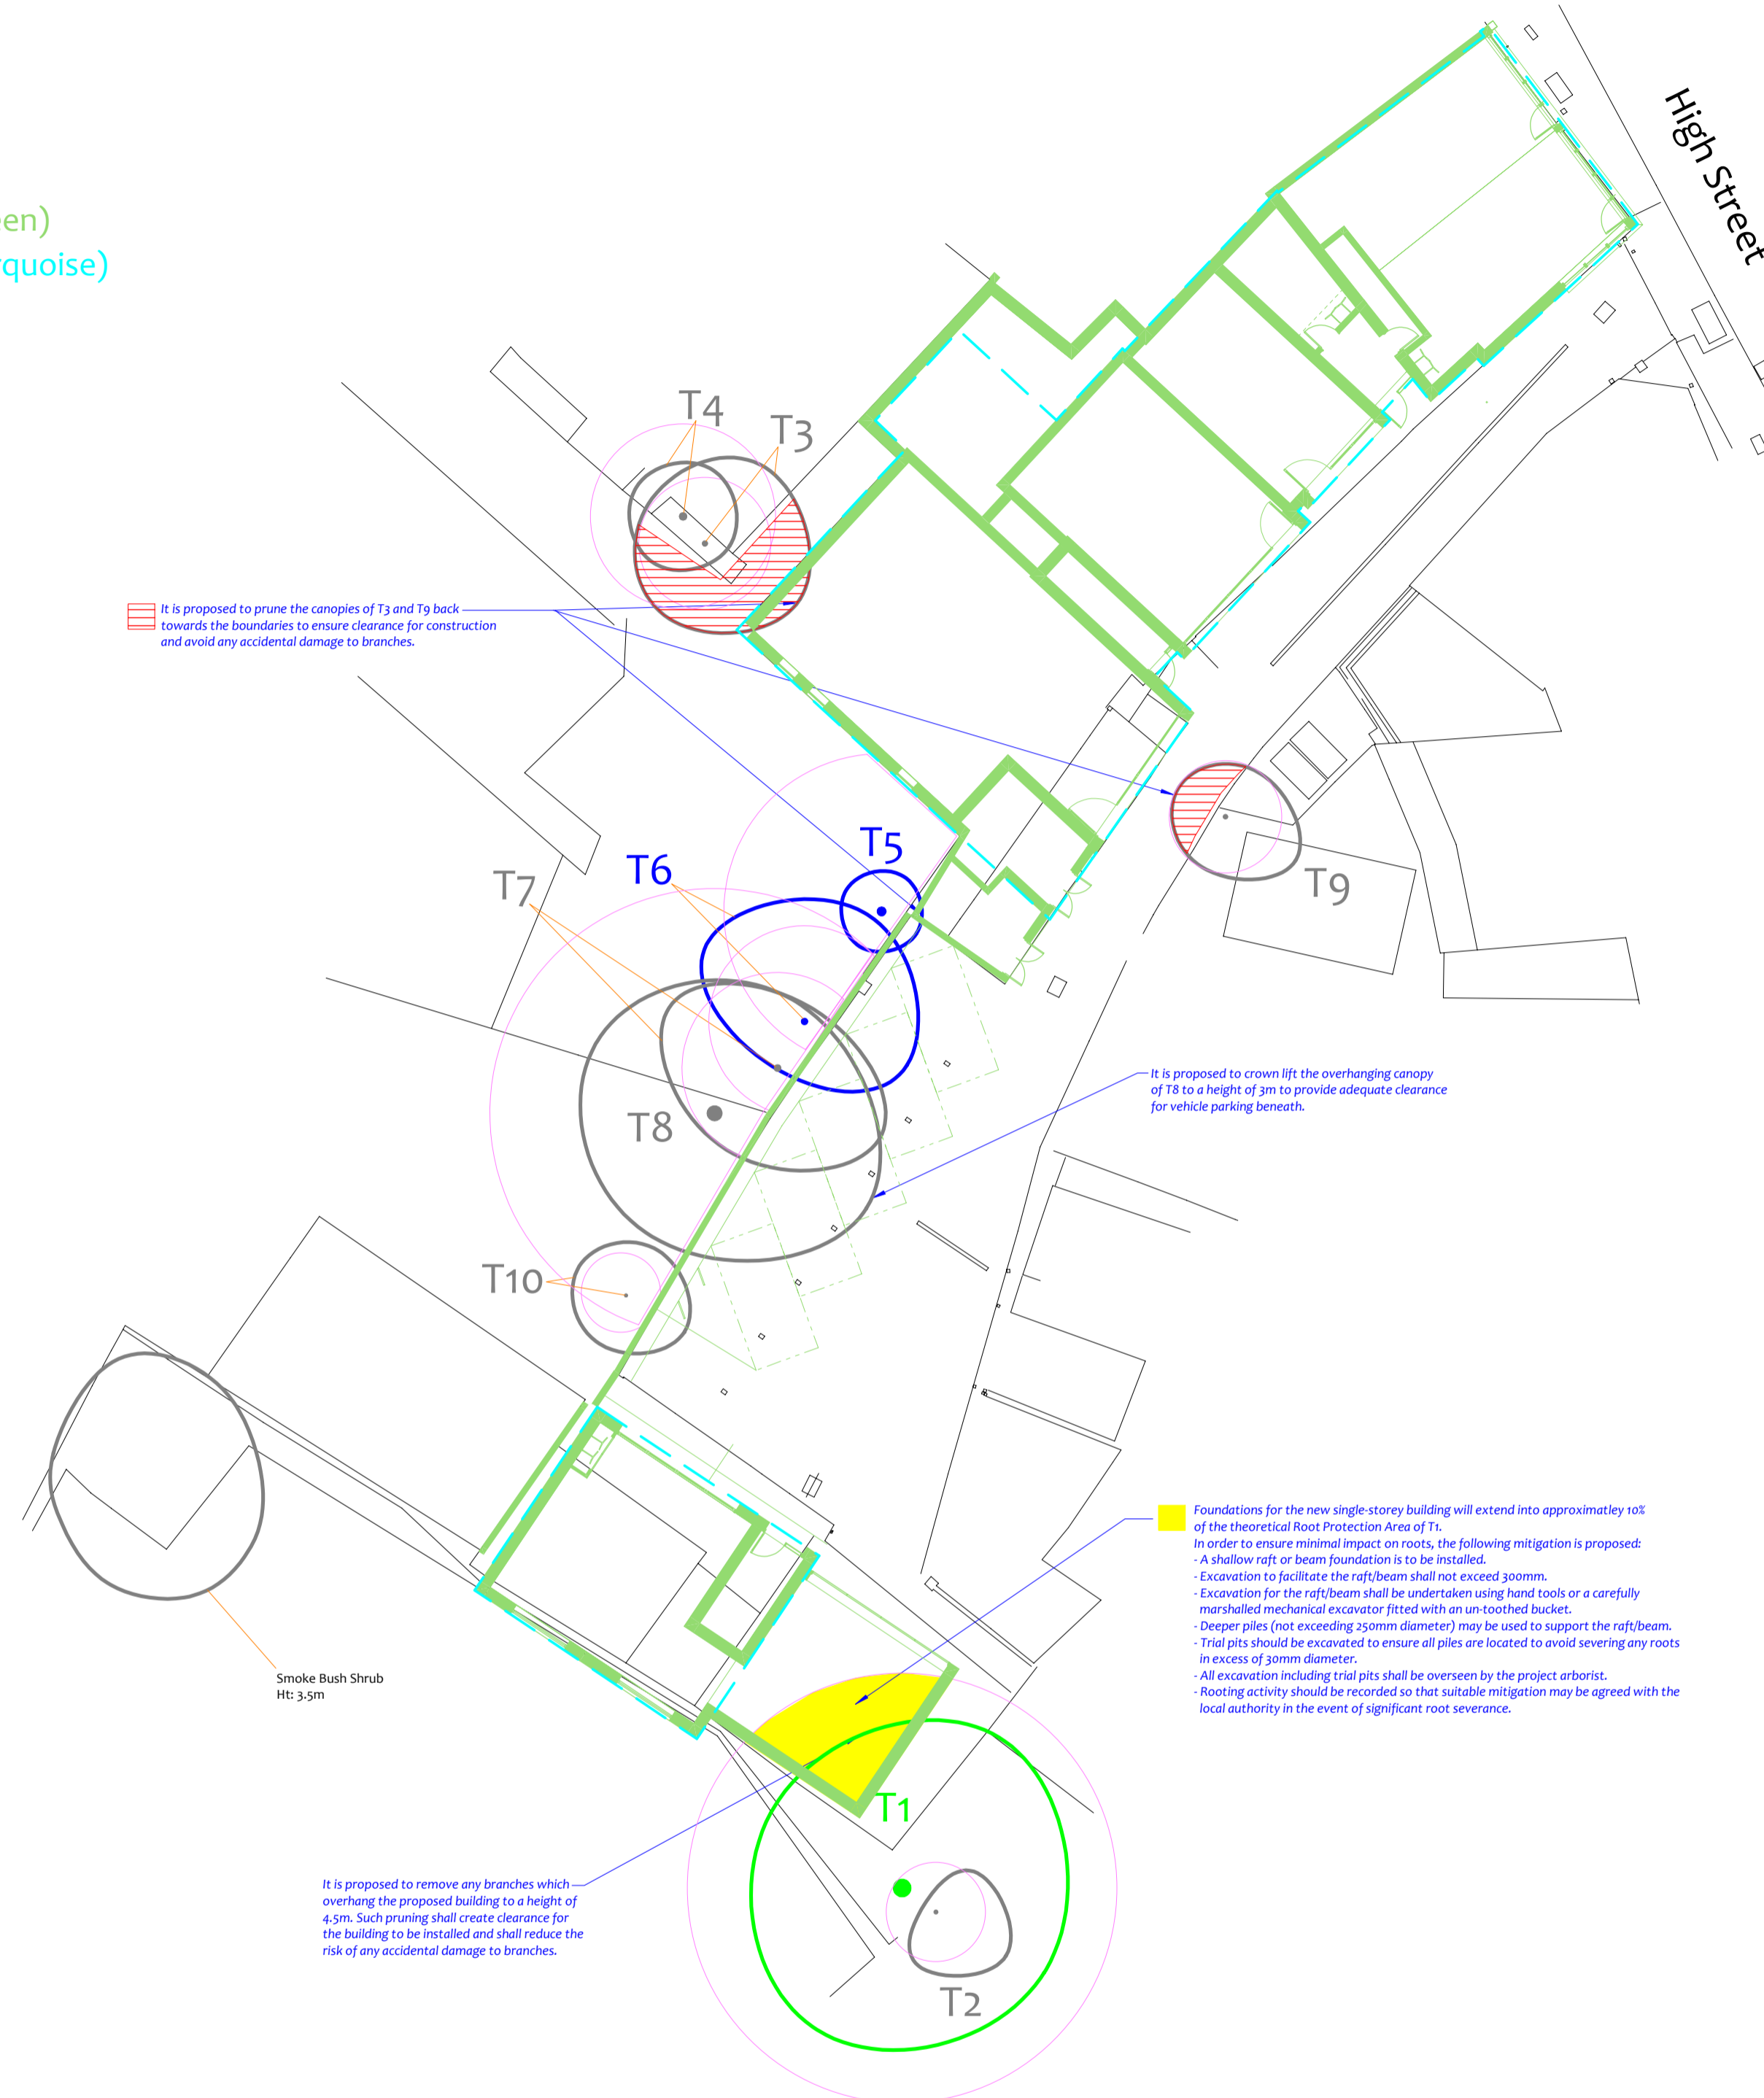 High Street
en)
quoise)
T4
T3
It is proposed to prune the canopies of T3 and T9 back
towards the boundaries to ensure clearance for construction
and avoid any accidental damage to branches.
T5
T6
T7
T9
T8
It is proposed to crown lift the overhanging canopy
of T8 to a height of 3m to provide adequate clearance
for vehicle parking beneath.
T10
Smoke Bush Shrub
Ht: 3.5m
Foundations for the new single-storey building will extend into approximatley 10%
of the theoretical Root Protection Area of T1.
In order to ensure minimal impact on roots, the following mitigation is proposed:
- A shallow raft or beam foundation is to be installed.
- Excavation to facilitate the raft/beam shall not exceed 300mm.
- Excavation for the raft/beam shall be undertaken using hand tools or a carefully
marshalled mechanical excavator fitted with an un-toothed bucket.
- Deeper piles (not exceeding 250mm diameter) may be used to support the raft/beam.
- Trial pits should be excavated to ensure all piles are located to avoid severing any roots
in excess of 30mm diameter.
- All excavation including trial pits shall be overseen by the project arborist.
- Rooting activity should be recorded so that suitable mitigation may be agreed with the
local authority in the event of significant root severance.
T1
It is proposed to remove any branches which
overhang the proposed building to a height of
4.5m. Such pruning shall create clearance for
the building to be installed and shall reduce the
risk of any accidental damage to branches.
T2